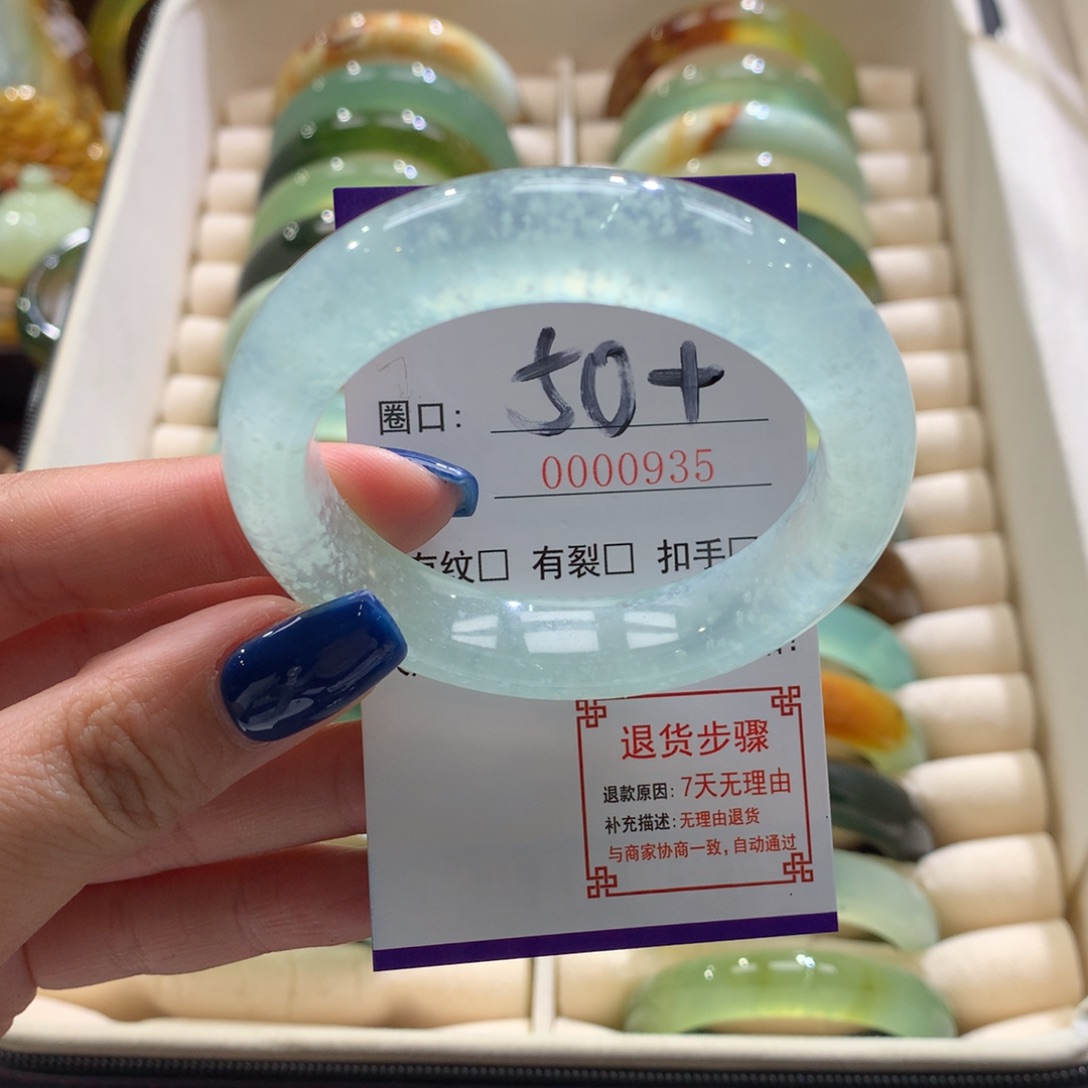 圈口: 50+
0000935
有纹□ 有裂□ 扣手□
退货步骤
退款原因: 7天无理由
补充描述: 无理由退货
与商家协商一致, 自动通过